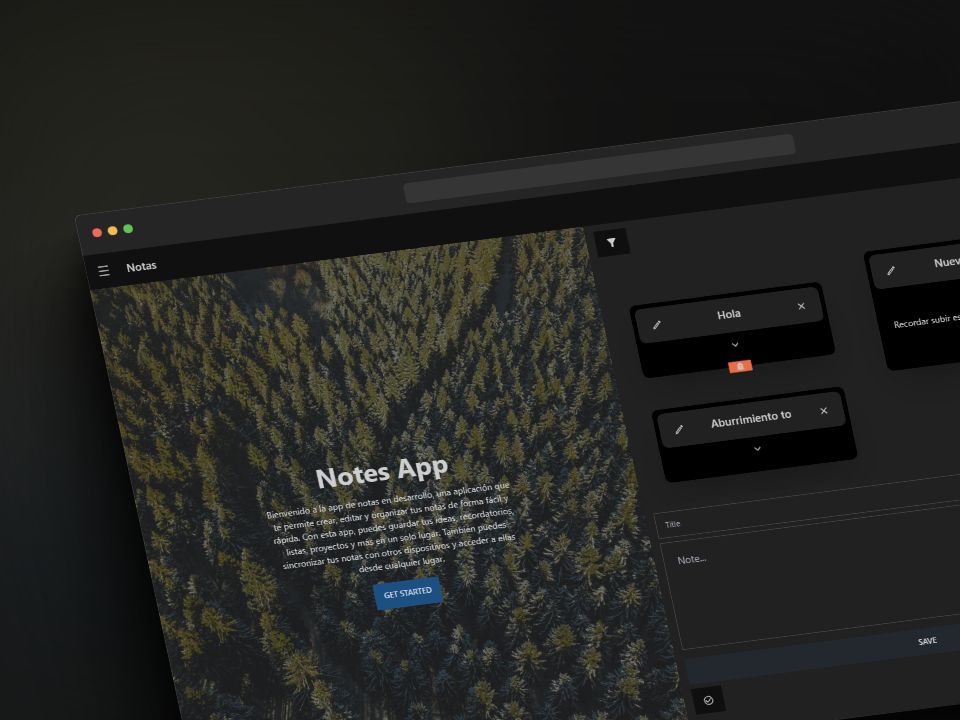 Notas
Notes App
Bienvenido a la app de notas en desarrollo, una aplicación que
te permite crear, editar y organizar tus notas de forma fácil y
rápida. Con esta app, puedes guardar tus ideas, recordatorios,
listas, proyectos y más en un solo lugar. También puedes
sincronizar tus notas con otros dispositivos y acceder a ellas
desde cualquier lugar.
GET STARTED
Hola
Aburrimiento to
Nuev
Recordar subir es
Title
Note...
SAVE